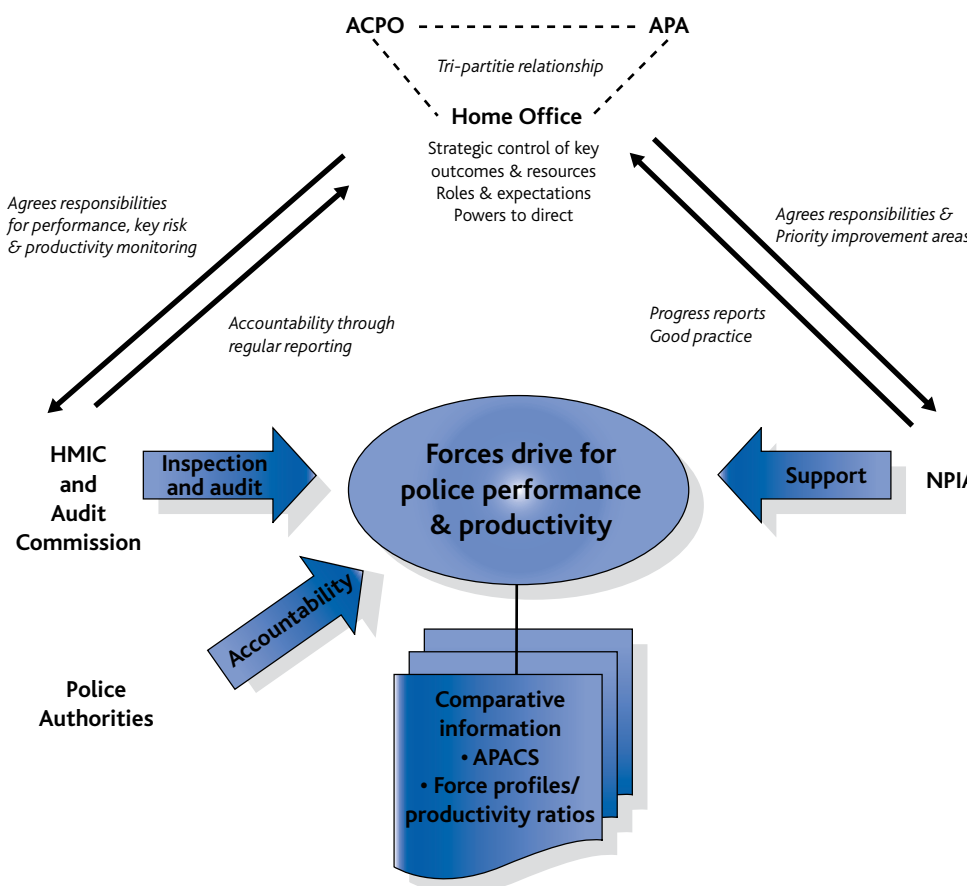 ACPO
APA
Tri-partitie relationship
Home Office
Strategic control of key
outcomes & resources
Roles & expectations
Powers to direct
Agrees responsibilities
for performance, key risk
& productivity monitoring
Agrees responsibilities &
Priority improvement areas
Accountability through
regular reporting
Progress reports
Good practice
HMIC
and
Audit
Commission
Inspection
and audit
Forces drive for
police performance
& productivity
Support
NPIA
Accountability
Police
Authorities
Comparative
information
• APACS
• Force profiles/
productivity ratios